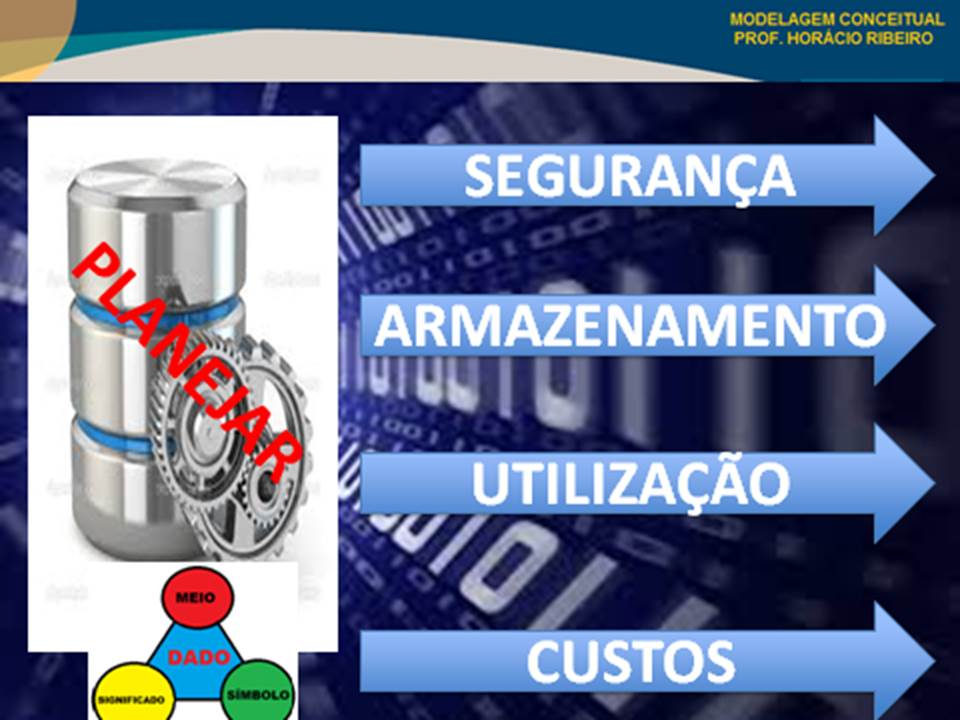 MODELAGEM CONCEITUAL
PROF. HORÁCIO RIBEIRO
PLANEJAR
SEGURANÇA
ARMAZENAMENTO
UTILIZAÇÃO
CUSTOS
MEIO
DADO
SIGNIFICADO
SÍMBOLO